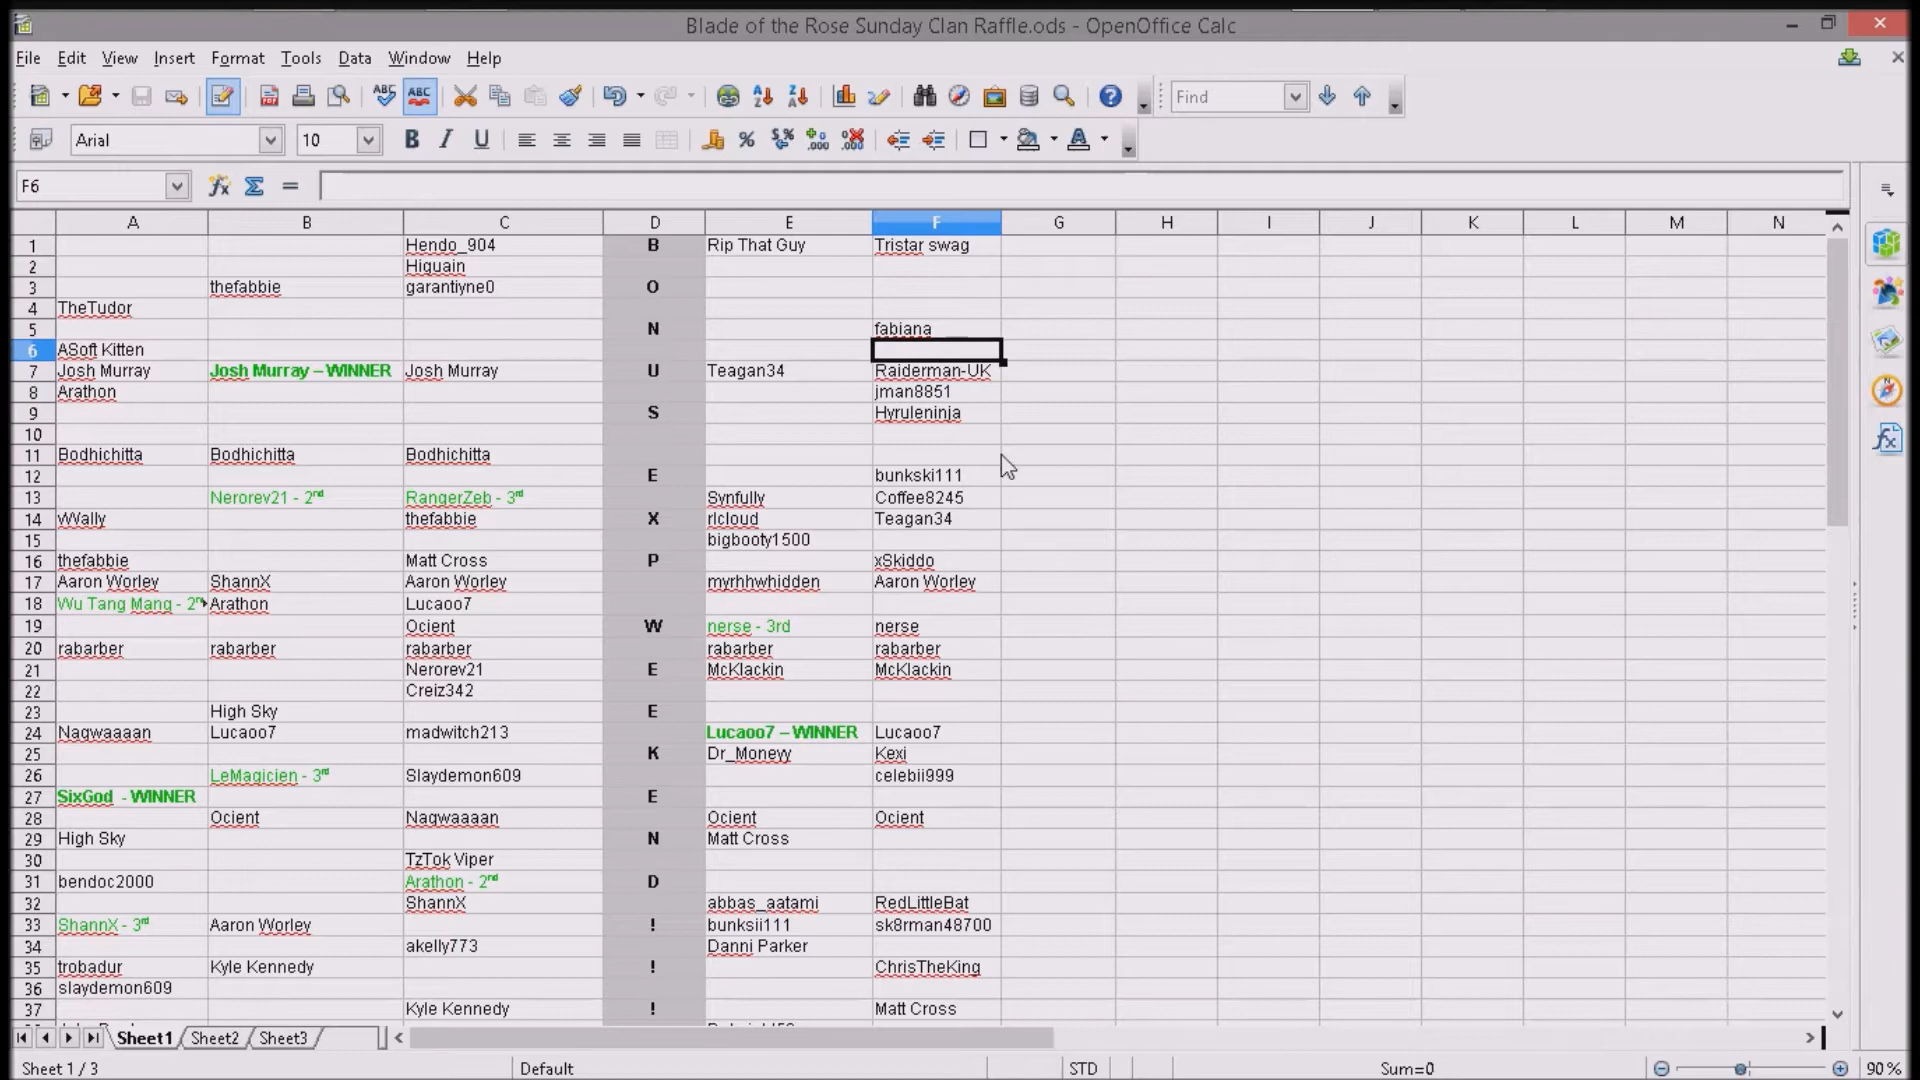 Blade of the Rose Sunday Clan Raffle.ods - OpenOffice Calc
File Edit View Insert Format Tools Data Window Help
Find
Arial 10
F6
A B C D E F G H I J K L M N
1 Hendo_904 B Rip That Guy Tristar swag
2 Higuain
3 thefabbie garantiyne0 O
4 TheTudor
5 N fabiana
6 ASoft Kitten
7 Josh Murray Josh Murray – WINNER Josh Murray U Teagan34 Raiderman-UK
8 Arathon jman8851
9 S Hyruleninja
10
11 Bodhichitta Bodhichitta Bodhichitta
12 E bunkski111
13 Nerorev21 - 2nd RangerZeb - 3rd Synfully Coffee8245
14 VVally thefabbie X rlcloud Teagan34
15 bigbooty1500
16 thefabbie Matt Cross P xSkiddo
17 Aaron Worley ShannX Aaron Worley myrhhwhidden Aaron Worley
18 Wu Tang Mang - 2n Arathon Lucaoo7
19 Ocient W nerse - 3rd nerse
20 rabarber rabarber rabarber rabarber rabarber
21 Nerorev21 E McKlackin McKlackin
22 Creiz342
23 High Sky E
24 Nagwaaaan Lucaoo7 madwitch213 Lucaoo7 – WINNER Lucaoo7
25 K Dr_Moneyy Kexi
26 LeMagicien - 3rd Slaydemon609 celebii999
27 SixGod - WINNER E
28 Ocient Nagwaaaan Ocient Ocient
29 High Sky N Matt Cross
30 TzTok Viper
31 bendoc2000 Arathon - 2nd D
32 ShannX abbas_aatami RedLittleBat
33 ShannX - 3rd Aaron Worley ! bunksii111 sk8rman48700
34 akelly773 Danni Parker
35 trobadur Kyle Kennedy ! ChrisTheKing
36 slaydemon609
37 Kyle Kennedy ! Matt Cross
Sheet1 Sheet2 Sheet3
Sheet 1 / 3 Default STD Sum=0 90%